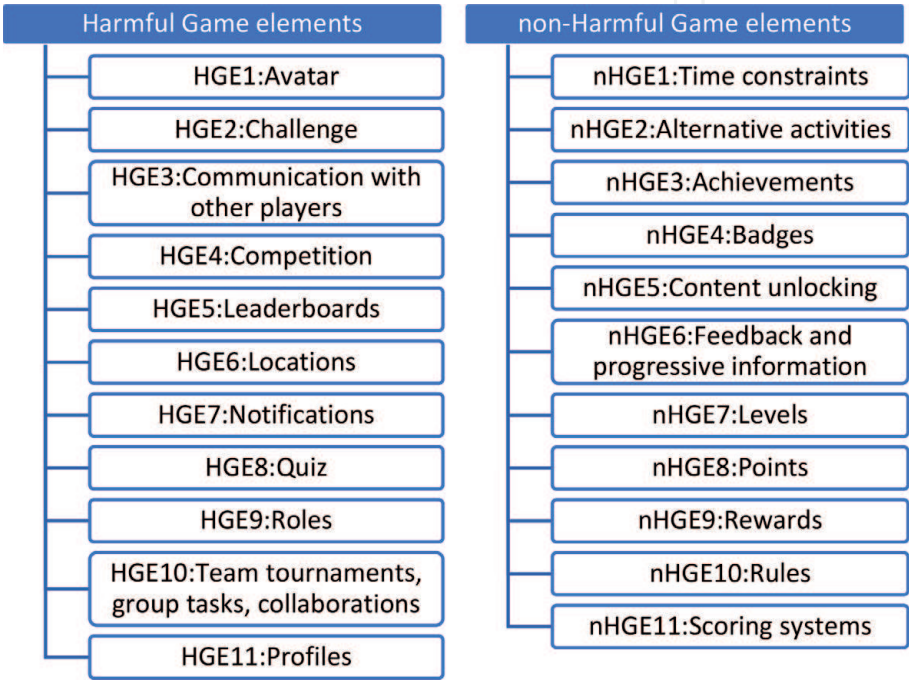 Harmful Game elements
HGE1:Avatar
HGE2:Challenge
HGE3:Communication with
other players
HGE4:Competition
HGE5:Leaderboards
HGE6:Locations
HGE7:Notifications
HGE8:Quiz
HGE9:Roles
HGE10:Team tournaments,
group tasks, collaborations
HGE11:Profiles
non-Harmful Game elements
nHGE1:Time constraints
nHGE2:Alternative activities
nHGE3:Achievements
nHGE4:Badges
nHGE5:Content unlocking
nHGE6:Feedback and
progressive information
nHGE7:Levels
nHGE8:Points
nHGE9:Rewards
nHGE10:Rules
nHGE11:Scoring systems